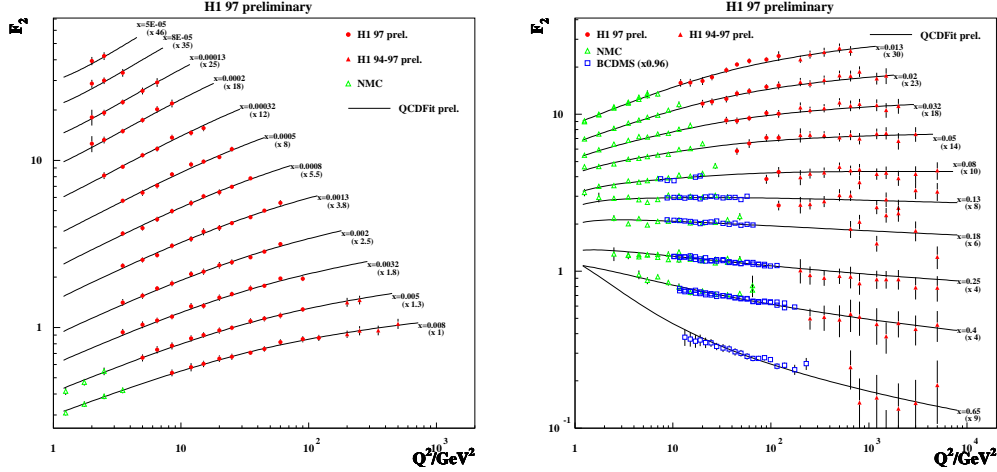 H1 97 preliminary
F2
x=5E-05
(x 46)
x=8E-05
(x 35)
x=0.00013
(x 25)
x=0.0002
(x 18)
x=0.00032
(x 12)
x=0.0005
(x 8)
x=0.0008
(x 5.5)
x=0.0013
(x 3.8)
x=0.002
(x 2.5)
x=0.0032
(x 1.8)
x=0.005
(x 1.3)
x=0.008
(x 1)
H1 97 prel.
H1 94-97 prel.
NMC
QCDFit prel.
10
1
1
10
10^2
10^3
Q^2/GeV^2
H1 97 preliminary
F2
H1 97 prel.
H1 94-97 prel.
QCDFit prel.
NMC
BCDMS (x0.96)
x=0.013
(x 30)
x=0.02
(x 23)
x=0.032
(x 18)
x=0.05
(x 14)
x=0.08
(x 10)
x=0.13
(x 8)
x=0.18
(x 6)
x=0.25
(x 4)
x=0.4
(x 4)
x=0.65
(x 9)
10
1
10^-1
1
10
10^2
10^3
10^4
Q^2/GeV^2